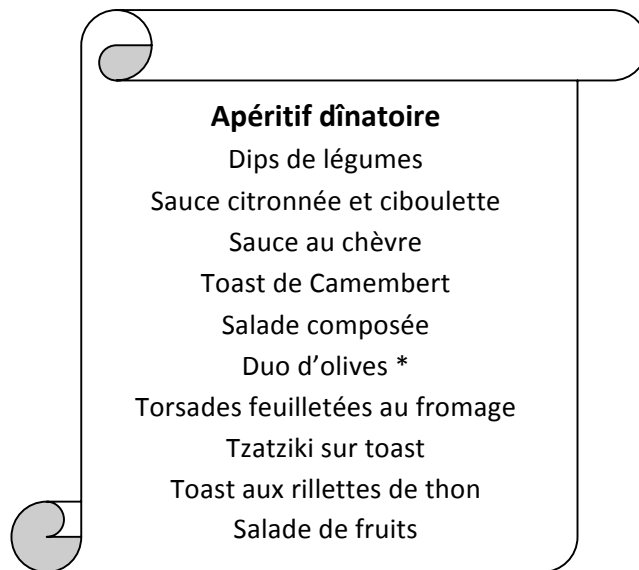 Apéritif dînatoire
Dips de légumes
Sauce citronnée et ciboulette
Sauce au chèvre
Toast de Camembert
Salade composée
Duo d’olives *
Torsades feuilletées au fromage
Tzatziki sur toast
Toast aux rillettes de thon
Salade de fruits